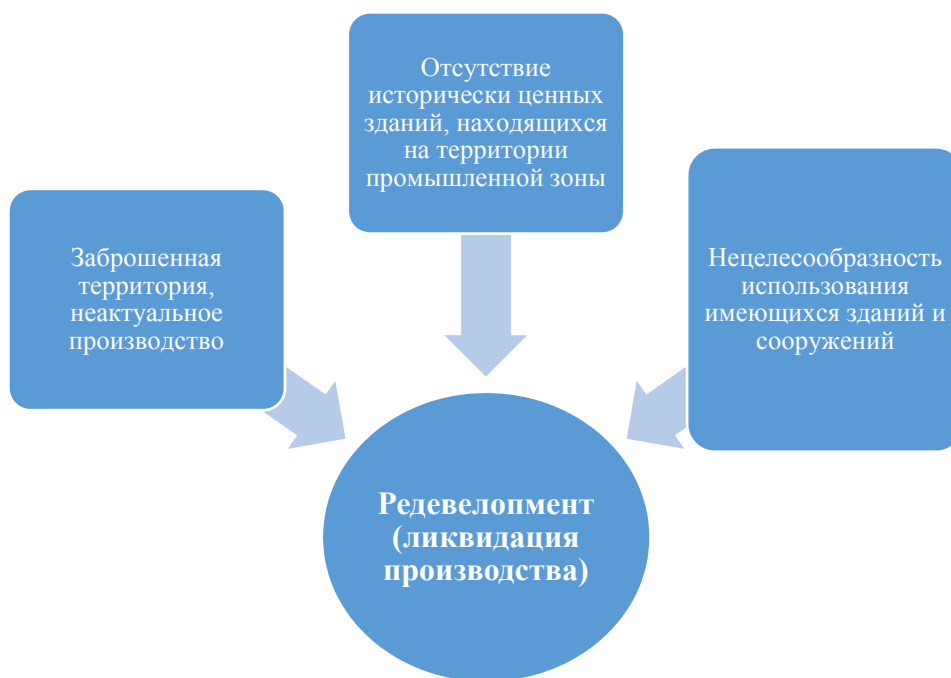 Отсутствие
исторически ценных
зданий, находящихся
на территории
промышленной зоны
Заброшенная
территория,
неактуальное
производство
Нецелесообразность
использования
имеющихся зданий и
сооружений
Редевелопмент
(ликвидация
производства)